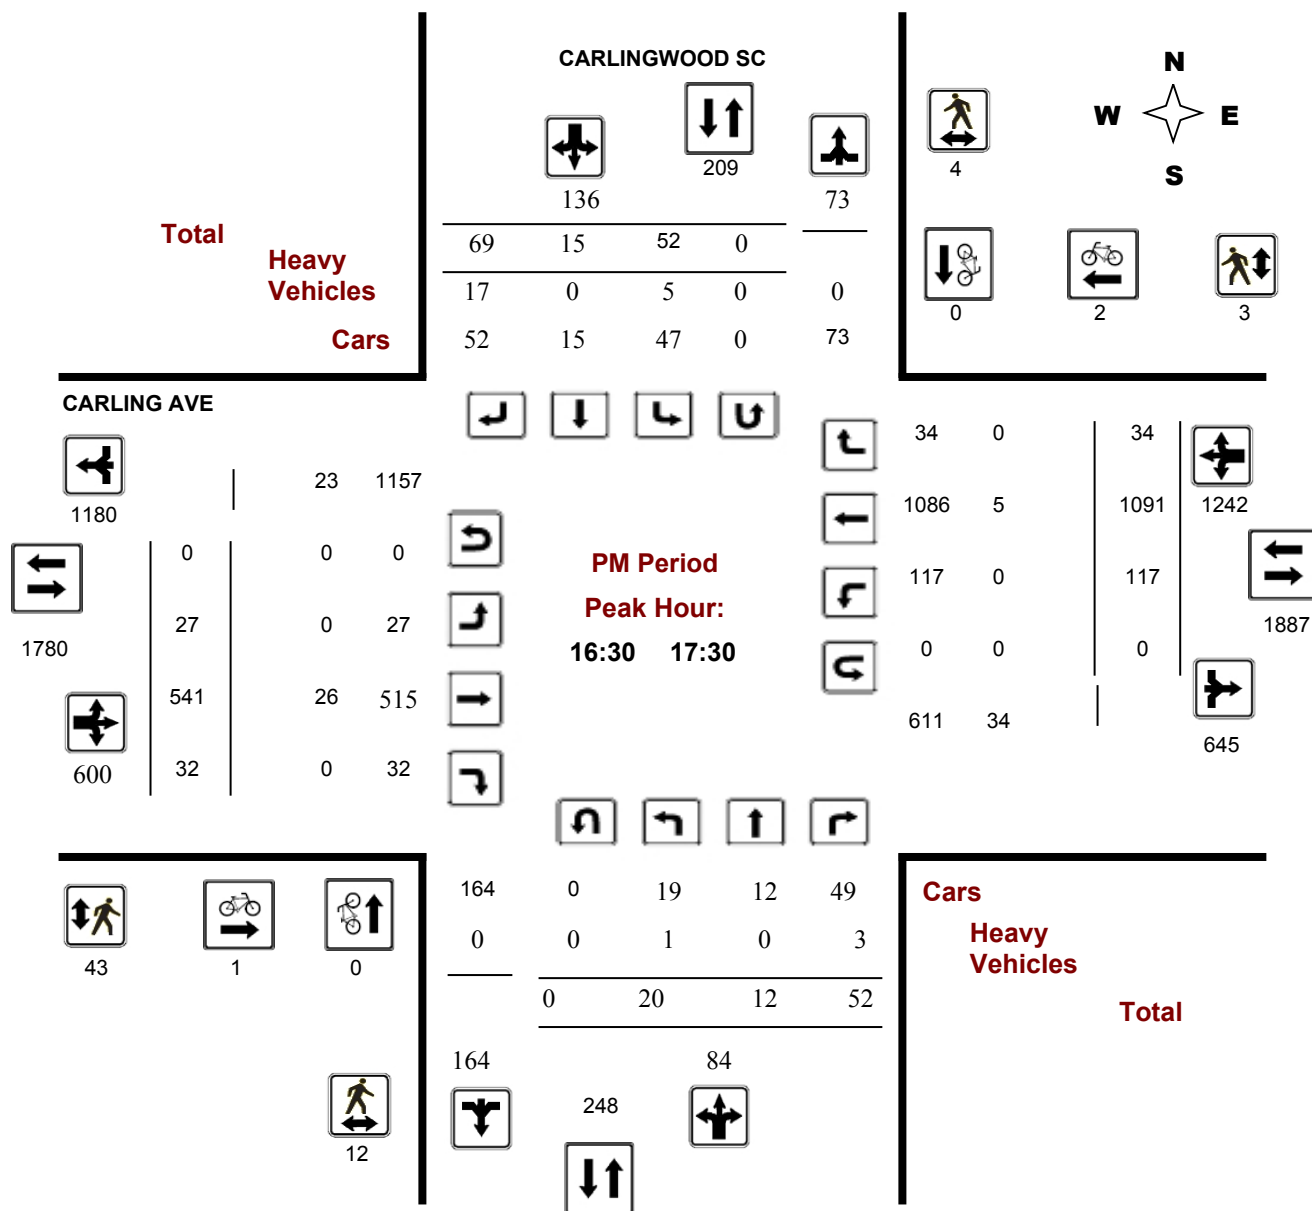 CARLINGWOOD SC
N
W E
S
209
4
136 73
Total
69 15 52 0
Heavy
Vehicles
17 0 5 0 0
Cars
52 15 47 0 73
0 2 3
CARLING AVE
34 0 34
23 1157
1180
1086 5 1091 1242
0 0 0
PM Period
117 0 117
Peak Hour:
27 0 27
1887
1780
16:30 17:30
0 0 0
541 26 515
611 34
645
600
32 0 32
164 0 19 12 49
Cars
0 0 1 0 3
Heavy
Vehicles
43 1 0
0 20 12 52
Total
164 84
248
12